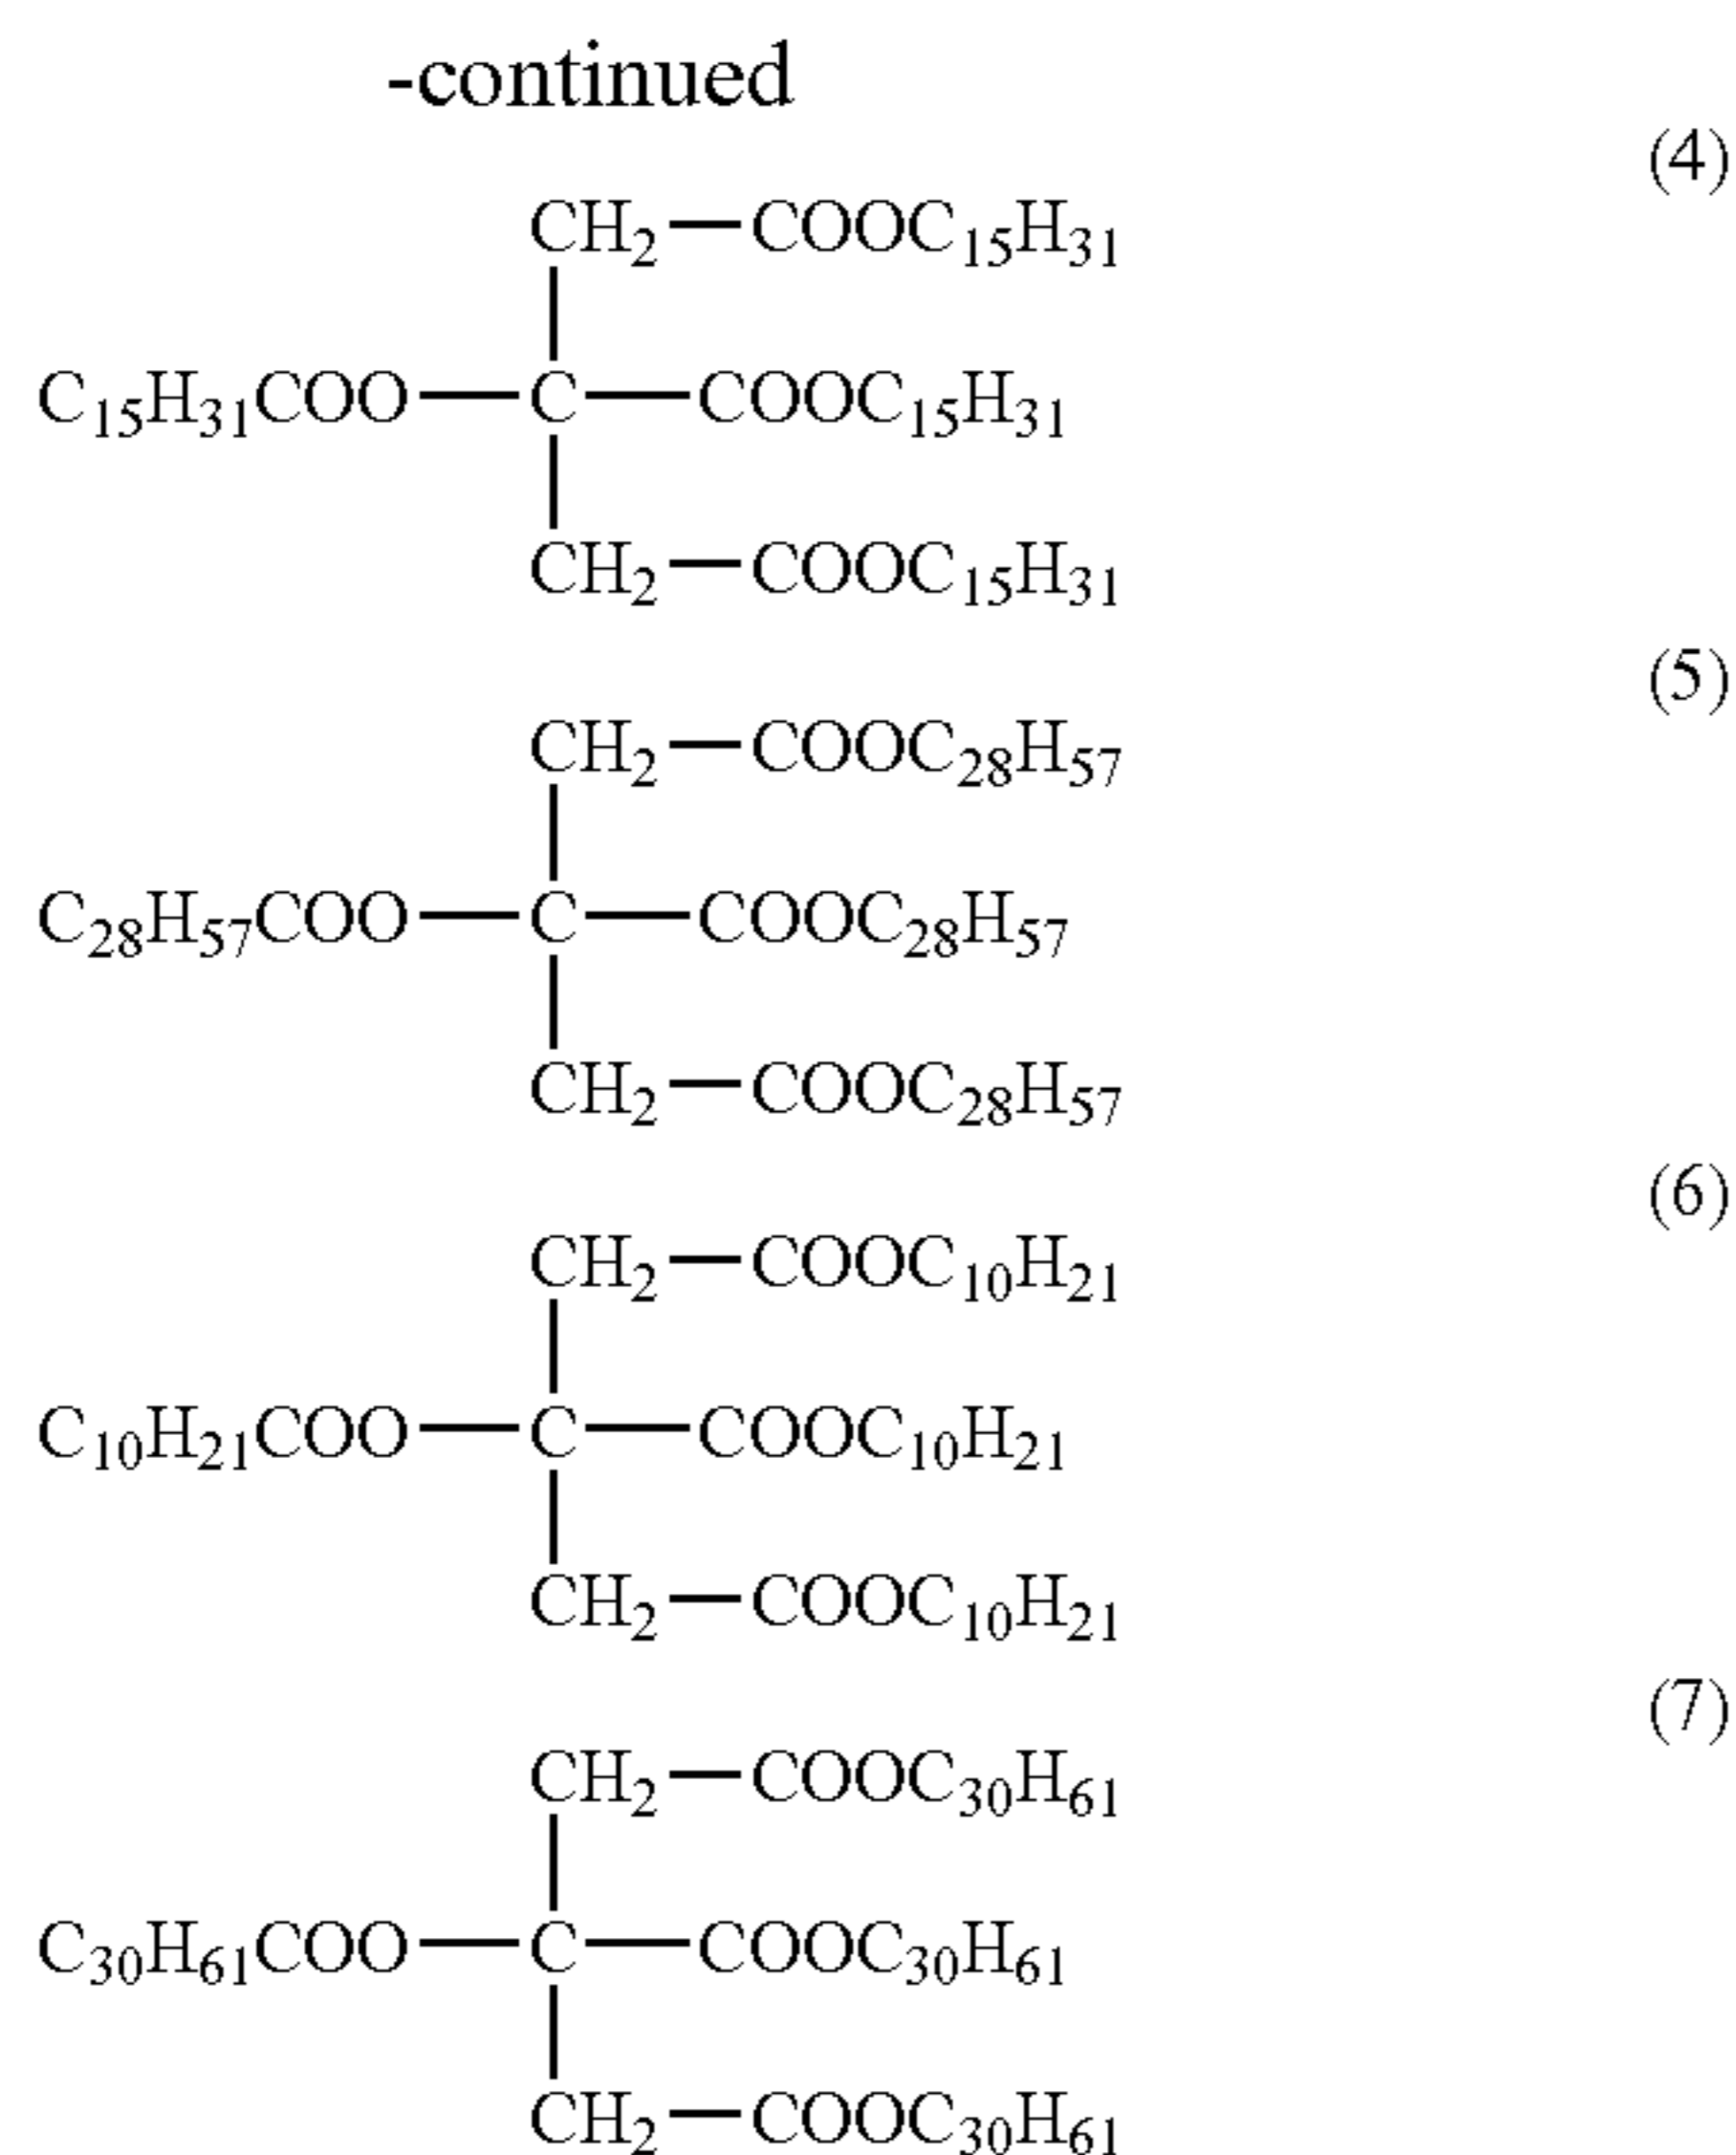 -continued
(4)
CH₂—COOC₁₅H₃₁
C₁₅H₃₁COO—C—COOC₁₅H₃₁
CH₂—COOC₁₅H₃₁
(5)
CH₂—COOC₂₈H₅₇
C₂₈H₅₇COO—C—COOC₂₈H₅₇
CH₂—COOC₂₈H₅₇
(6)
CH₂—COOC₁₀H₂₁
C₁₀H₂₁COO—C—COOC₁₀H₂₁
CH₂—COOC₁₀H₂₁
(7)
CH₂—COOC₃₀H₆₁
C₃₀H₆₁COO—C—COOC₃₀H₆₁
CH₂—COOC₃₀H₆₁